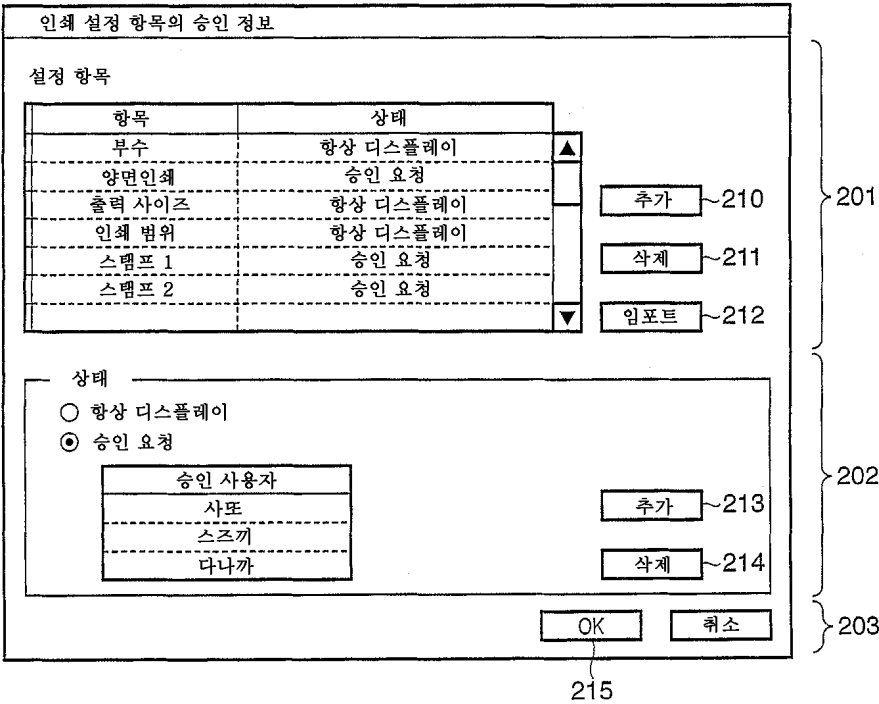 인쇄 설정 항목의 승인 정보
설정 항목
항목 상태
부수 항상 디스플레이
양면인쇄 승인 요청
출력 사이즈 항상 디스플레이
인쇄 범위 항상 디스플레이
스탬프 1 승인 요청
스탬프 2 승인 요청
추가 210
삭제 211
임포트 212
201
상태
항상 디스플레이
승인 요청
승인 사용자
사또
스즈끼
다나까
추가 213
삭제 214
202
OK 취소 203
215